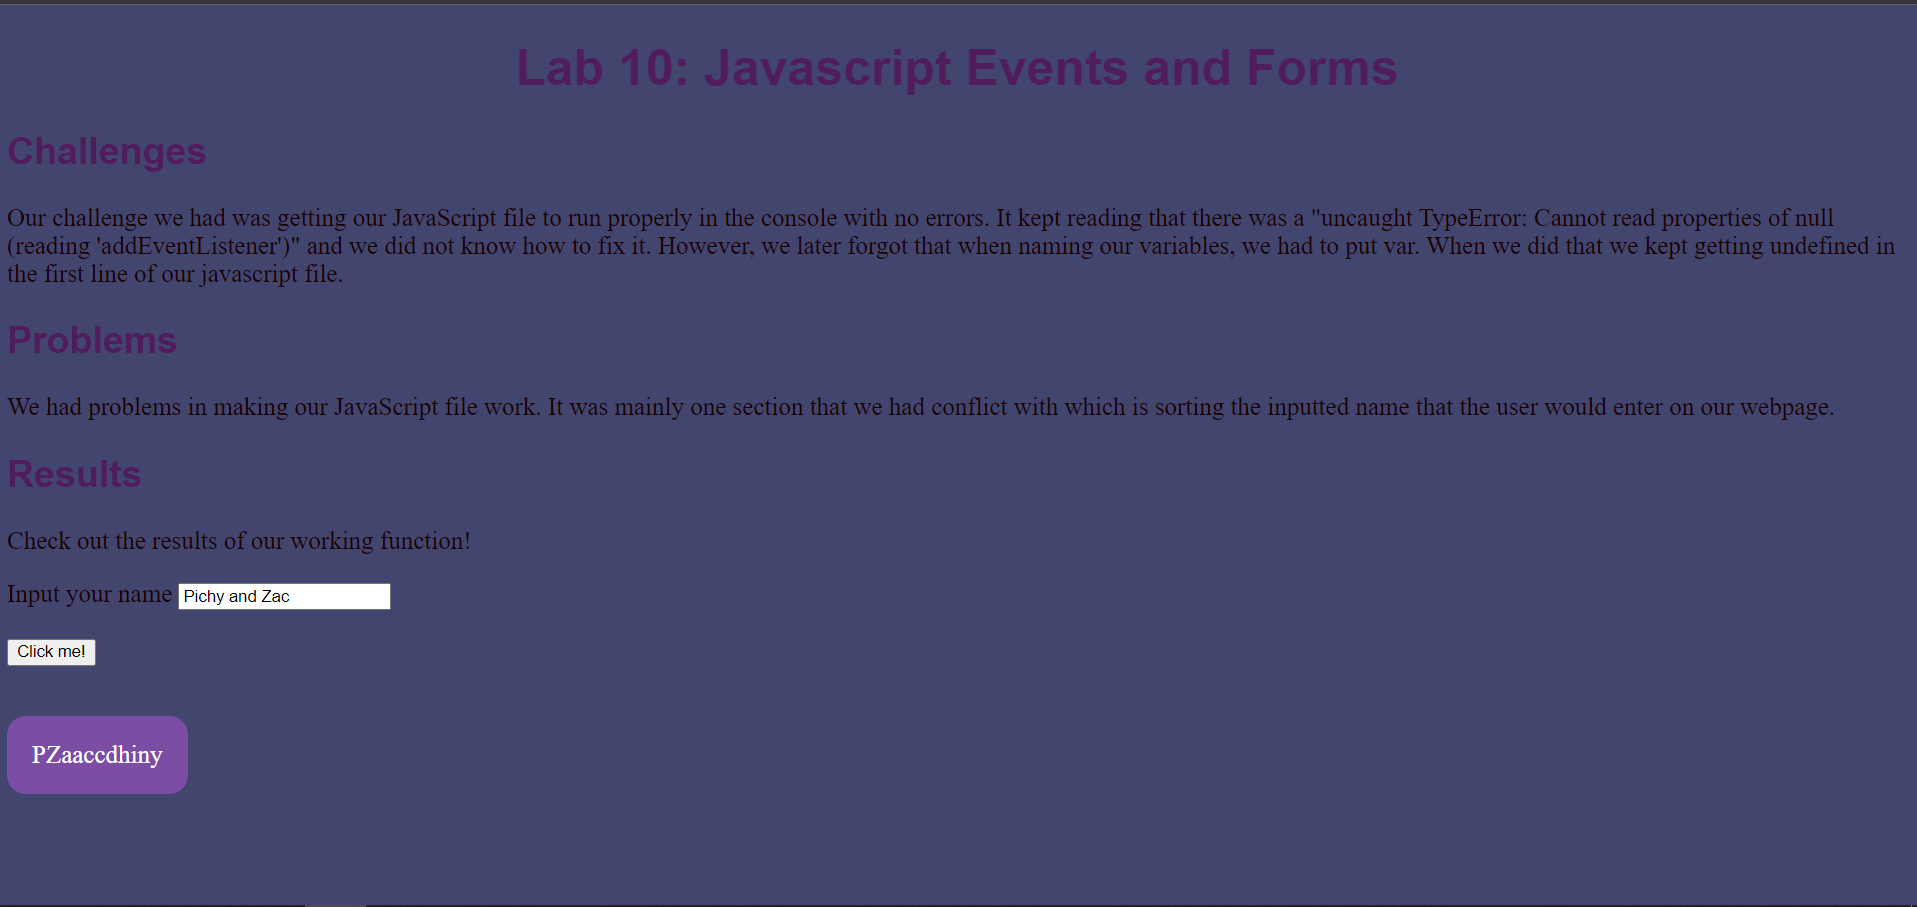 Lab 10: Javascript Events and Forms
Challenges
Our challenge we had was getting our JavaScript file to run properly in the console with no errors. It kept reading that there was a "uncaught TypeError: Cannot read properties of null
(reading 'addEventListener')" and we did not know how to fix it. However, we later forgot that when naming our variables, we had to put var. When we did that we kept getting undefined in
the first line of our javascript file.
Problems
We had problems in making our JavaScript file work. It was mainly one section that we had conflict with which is sorting the inputted name that the user would enter on our webpage.
Results
Check out the results of our working function!
Input your name Pichy and Zac
Click me!
PZaaccdhiny